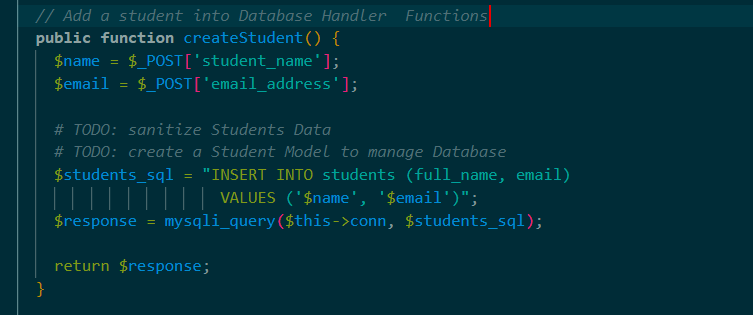 // Add a student into Database Handler  Functions
public function createStudent() {
$name = $_POST['student_name'];
$email = $_POST['email_address'];
# TODO: sanitize Students Data
# TODO: create a Student Model to manage Database
$students_sql = "INSERT INTO students (full_name, email)
VALUES ('$name', '$email')";
$response = mysqli_query($this->conn, $students_sql);
return $response;
}